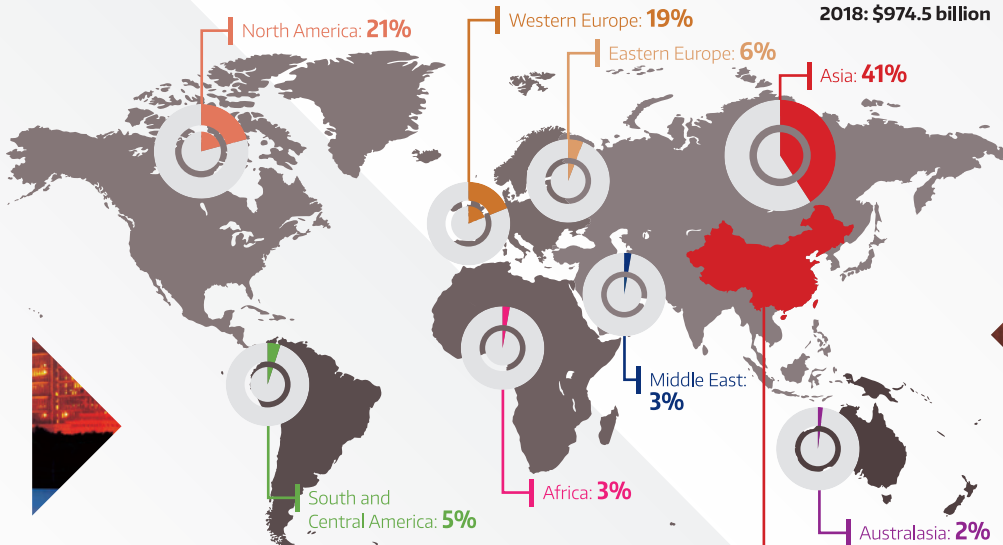 2018: $974.5 billion
North America: 21%
Western Europe: 19%
Eastern Europe: 6%
Asia: 41%
Middle East:
3%
South and
Central America: 5%
Africa: 3%
Australasia: 2%